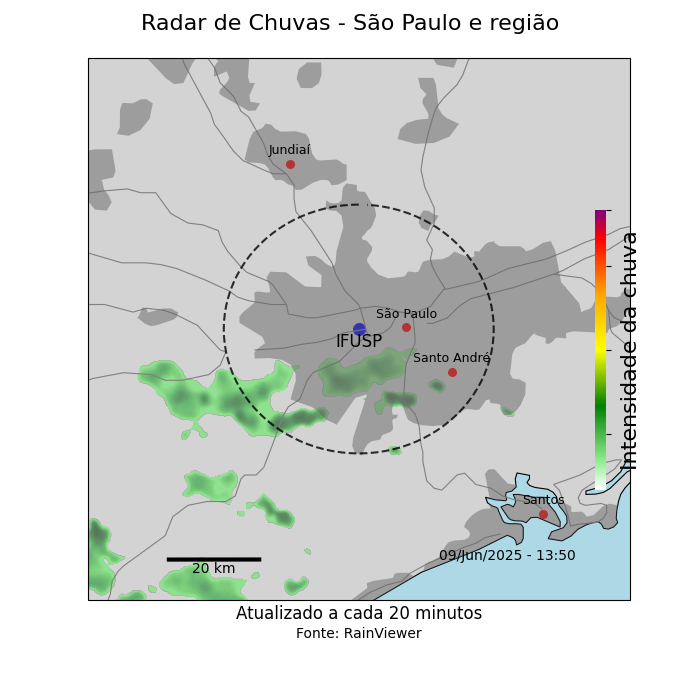 Radar de Chuvas - São Paulo e região
Jundiaí
São Paulo
IFUSP
Santo André
Intensidade da chuva
Santos
09/Jun/2025 - 13:50
20 km
Atualizado a cada 20 minutos
Fonte: RainViewer